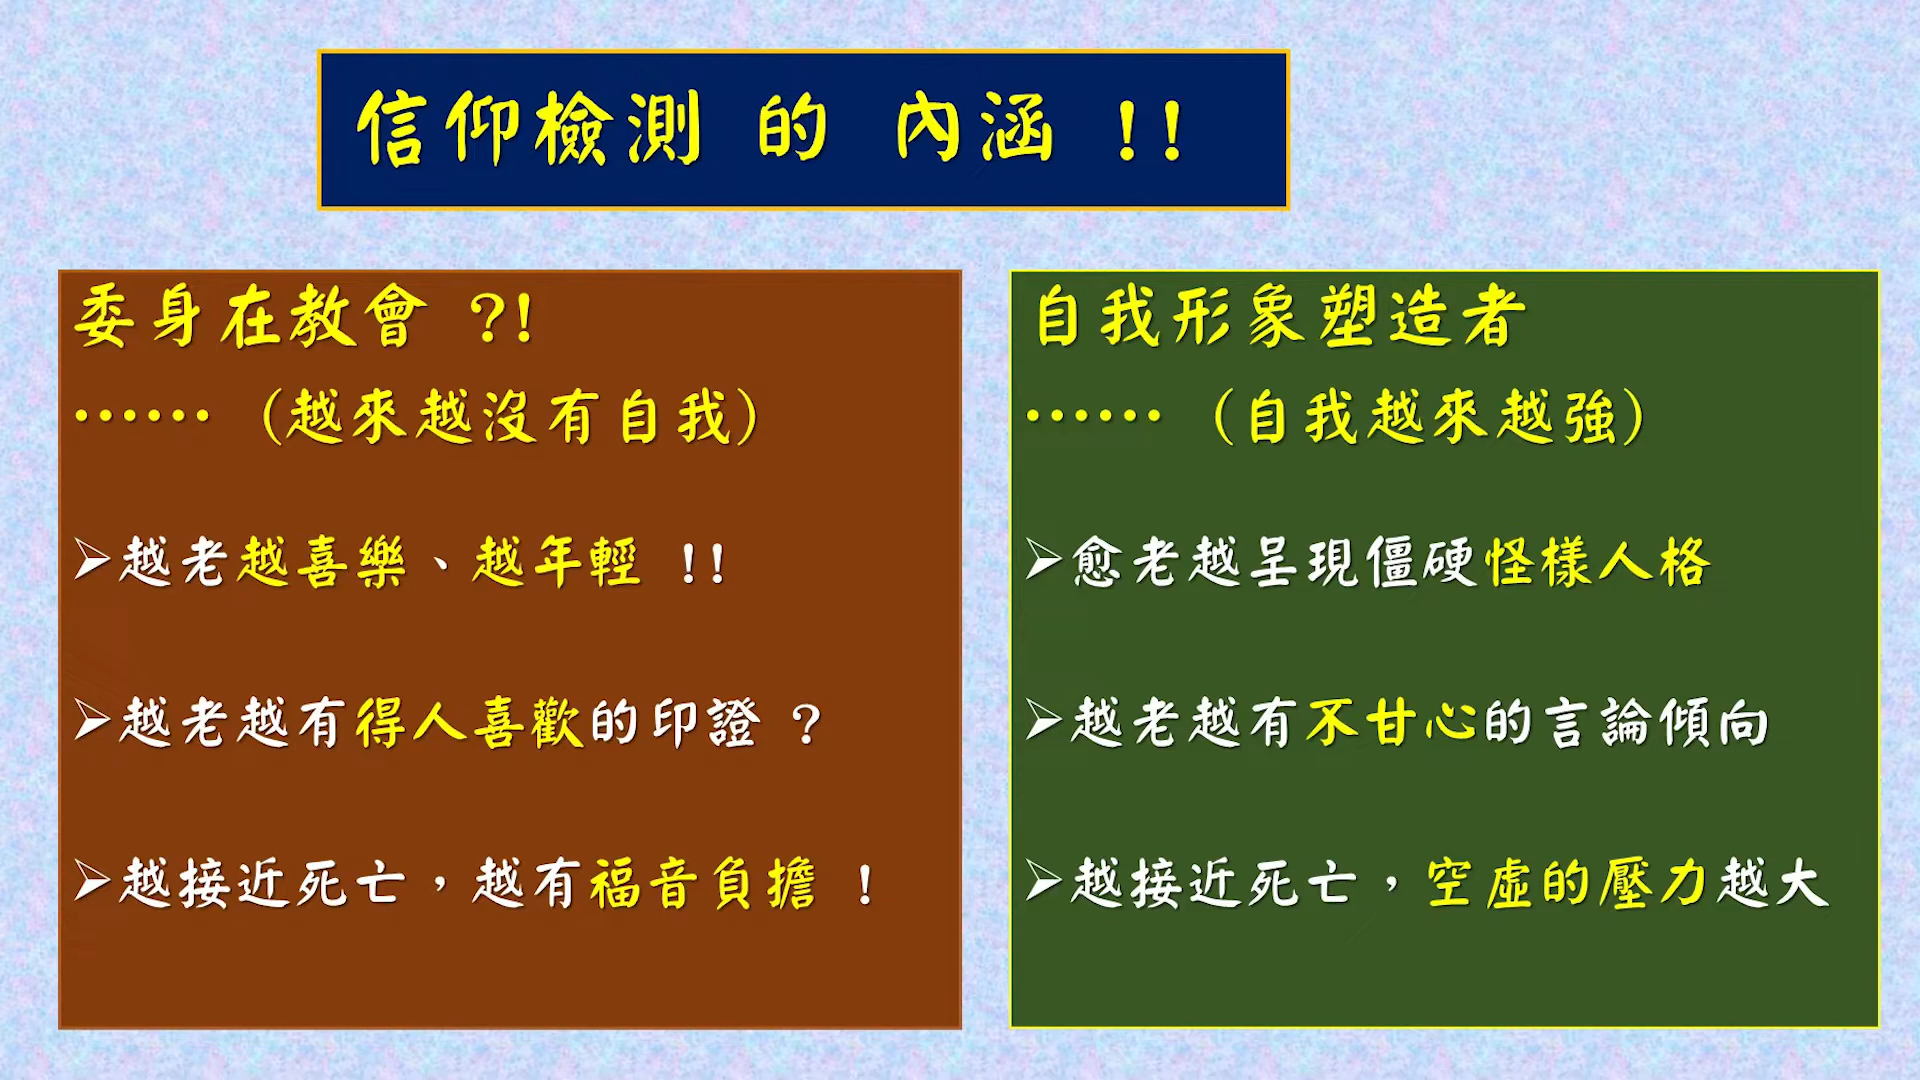 信仰檢測 的 內涵 !!
委身在教會 ?!
…… (越來越沒有自我)
➢越老越喜樂、越年輕 !!
➢越老越有得人喜歡的印證 ?
➢越接近死亡，越有福音負擔 !
自我形象塑造者
…… (自我越來越強)
➢愈老越呈現僵硬怪樣人格
➢越老越有不甘心的言論傾向
➢越接近死亡，空虛的壓力越大